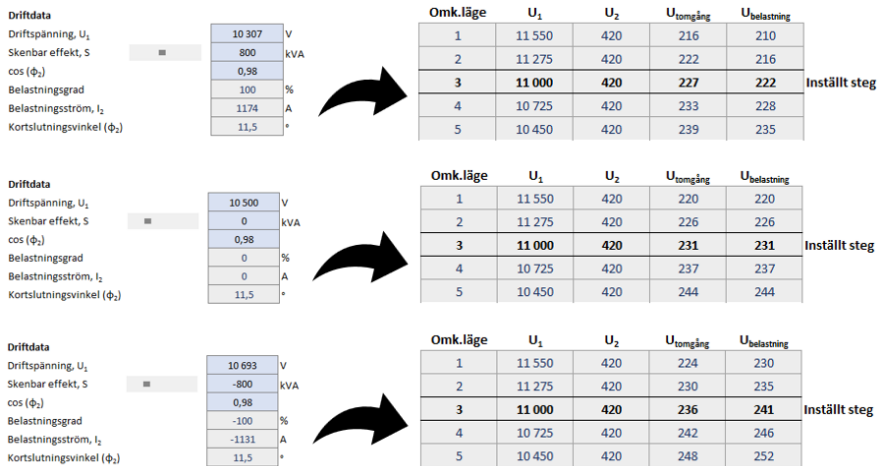 Driftdata
Driftspänning, U₁ 10 307 V
Skenbar effekt, S = 800 kVA
cos (ϕ₂) 0,98
Belastningsgrad 100 %
Belastningsström, I₂ 1174 A
Kortslutningsvinkel (ϕ₂) 11,5 °
Omk.läge U₁ U₂ Utomgång Ubelastning
1 11 550 420 216 210
2 11 275 420 222 216
3 11 000 420 227 222 Inställt steg
4 10 725 420 233 228
5 10 450 420 239 235
Driftdata
Driftspänning, U₁ 10 500 V
Skenbar effekt, S = 0 kVA
cos (ϕ₂) 0,98
Belastningsgrad 0 %
Belastningsström, I₂ 0 A
Kortslutningsvinkel (ϕ₂) 11,5 °
Omk.läge U₁ U₂ Utomgång Ubelastning
1 11 550 420 220 220
2 11 275 420 226 226
3 11 000 420 231 231 Inställt steg
4 10 725 420 237 237
5 10 450 420 244 244
Driftdata
Driftspänning, U₁ 10 693 V
Skenbar effekt, S = -800 kVA
cos (ϕ₂) 0,98
Belastningsgrad -100 %
Belastningsström, I₂ -1131 A
Kortslutningsvinkel (ϕ₂) 11,5 °
Omk.läge U₁ U₂ Utomgång Ubelastning
1 11 550 420 224 230
2 11 275 420 230 235
3 11 000 420 236 241 Inställt steg
4 10 725 420 242 246
5 10 450 420 248 252